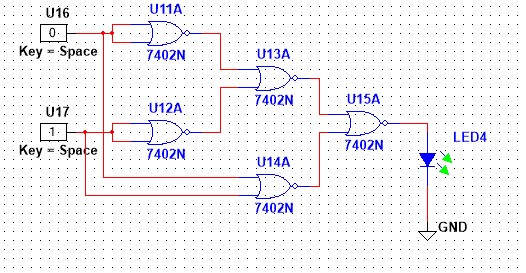 U16
0
Key = Space
U11A
7402N
U13A
7402N
U17
1
Key = Space
U12A
7402N
U15A
7402N
LED4
U14A
7402N
GND